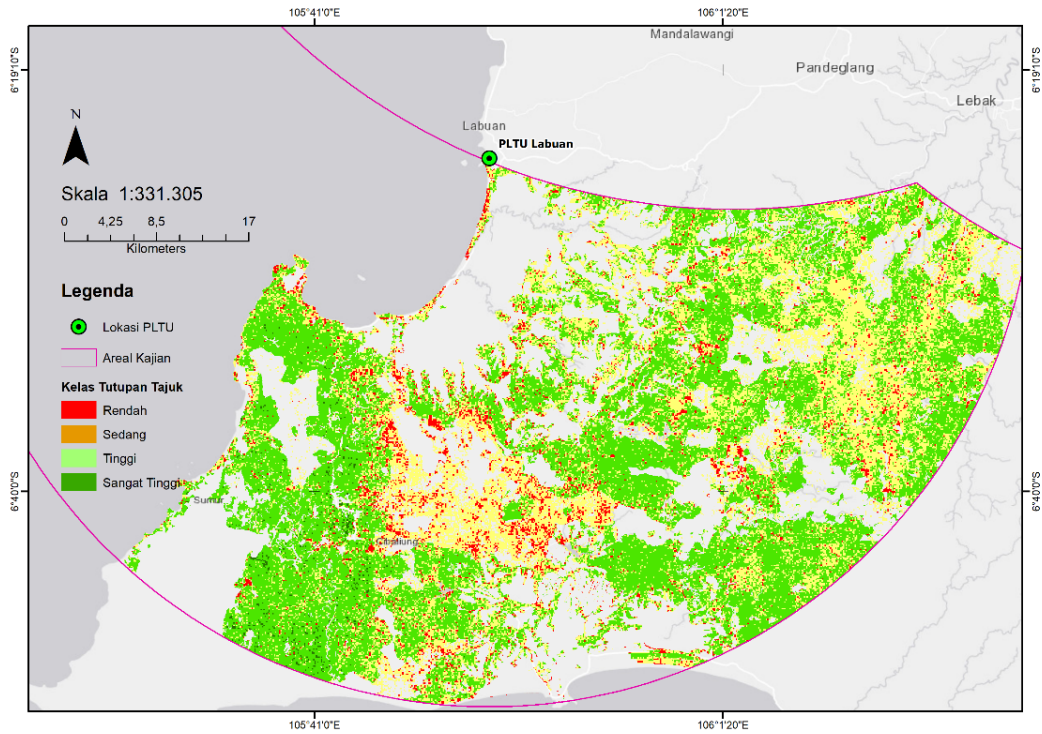 105°41'0"E 106°1'20"E
Mandalawangi
Pandeglang
Lebak
6°19'10"S
6°19'10"S
N
Labuan
PLTU Labuan
Skala 1:331.305
0 4,25 8,5 17
Kilometers
Legenda
Lokasi PLTU
Areal Kajian
Kelas Tutupan Tajuk
Rendah
Sedang
Tinggi
Sangat Tinggi
Sumur
Cibaliung
6°40'0"S
6°40'0"S
105°41'0"E 106°1'20"E